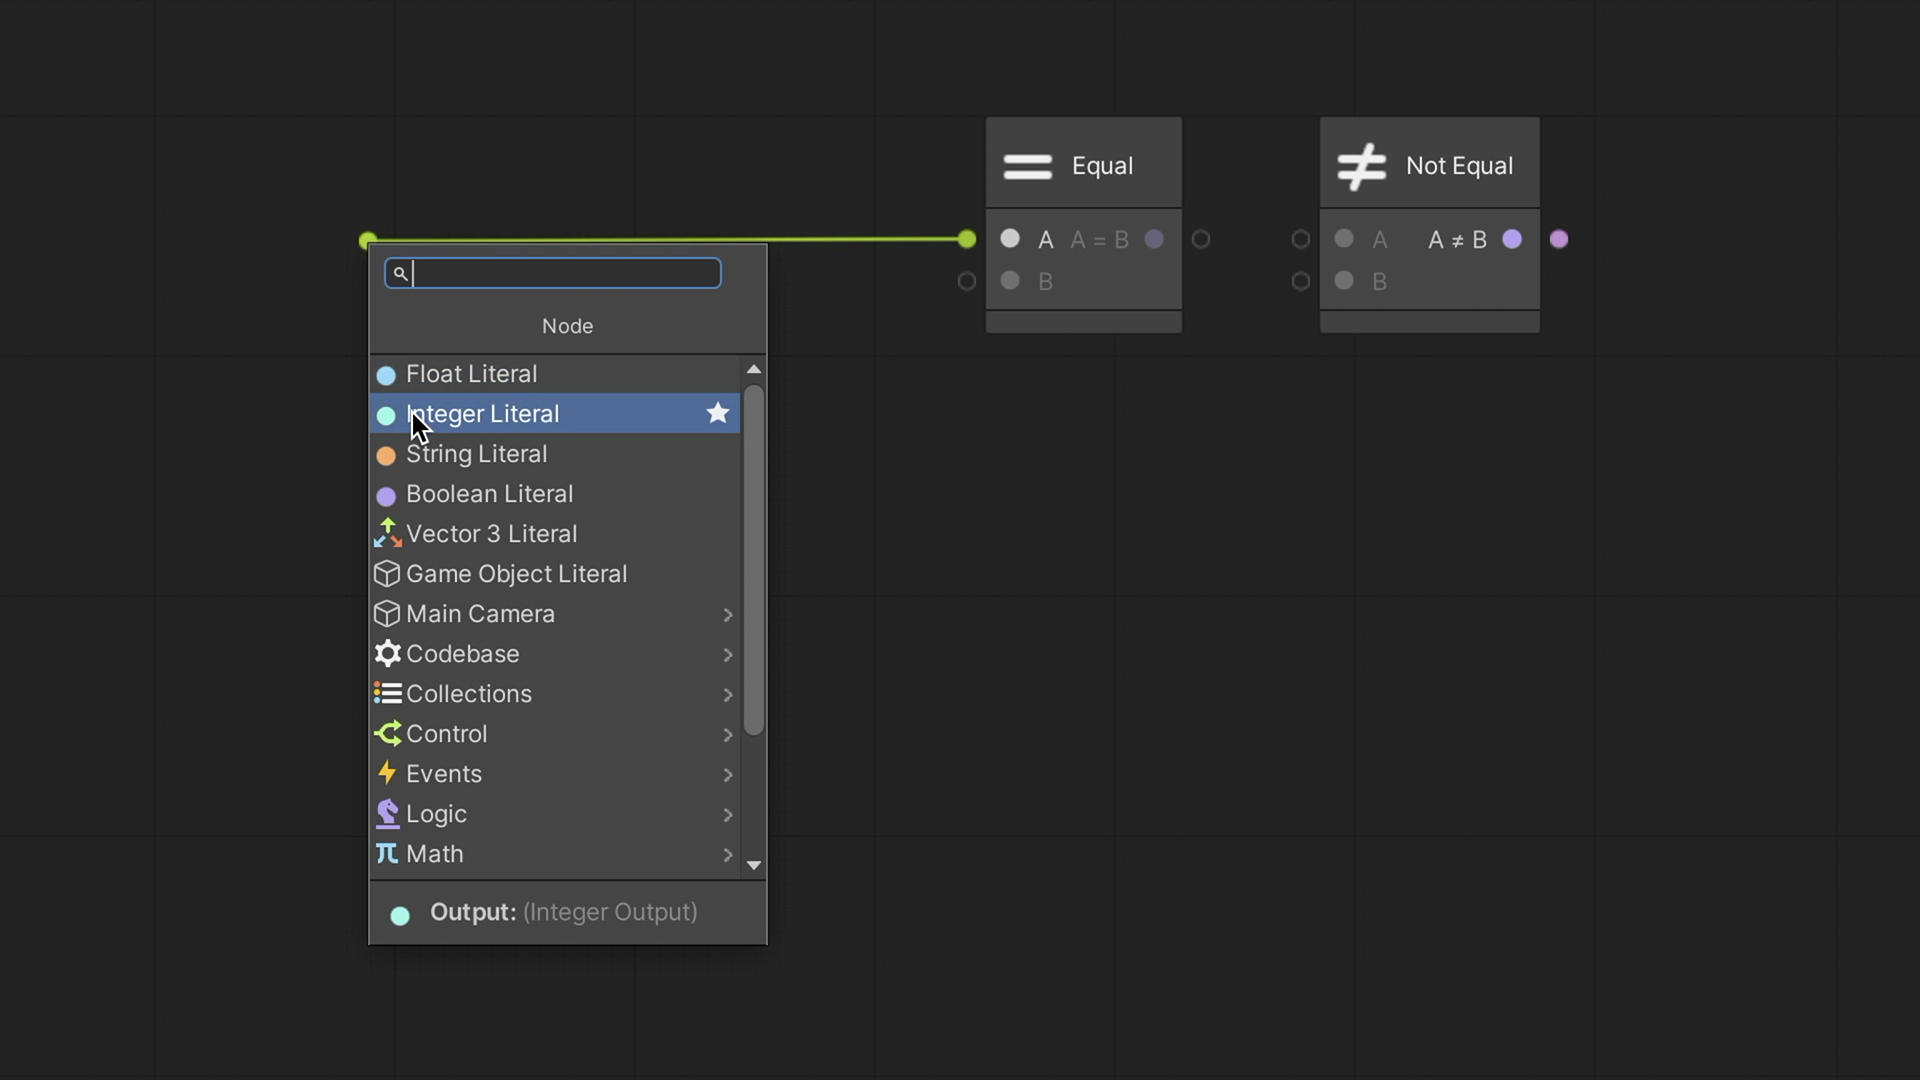 Equal
Not Equal
A A = B
B
A A ≠ B
B
Node
Float Literal
Integer Literal
String Literal
Boolean Literal
Vector 3 Literal
Game Object Literal
Main Camera
Codebase
Collections
Control
Events
Logic
Math
Output: (Integer Output)